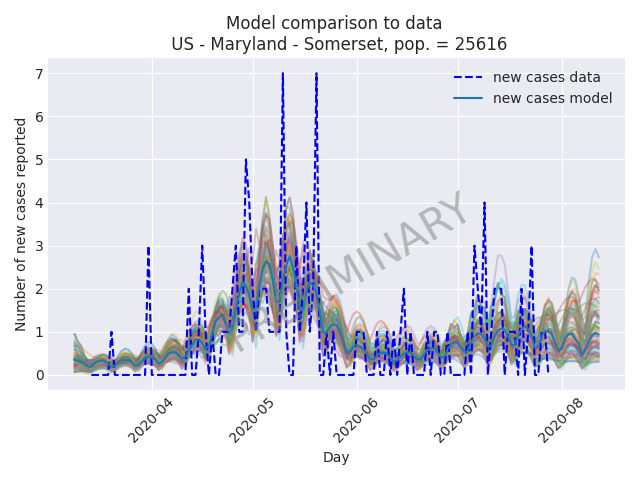 Model comparison to data
US - Maryland - Somerset, pop. = 25616
7
6
5
4
3
2
1
0
Number of new cases reported
new cases data
new cases model
PRELIMINARY
2020-04
2020-05
2020-06
2020-07
2020-08
Day